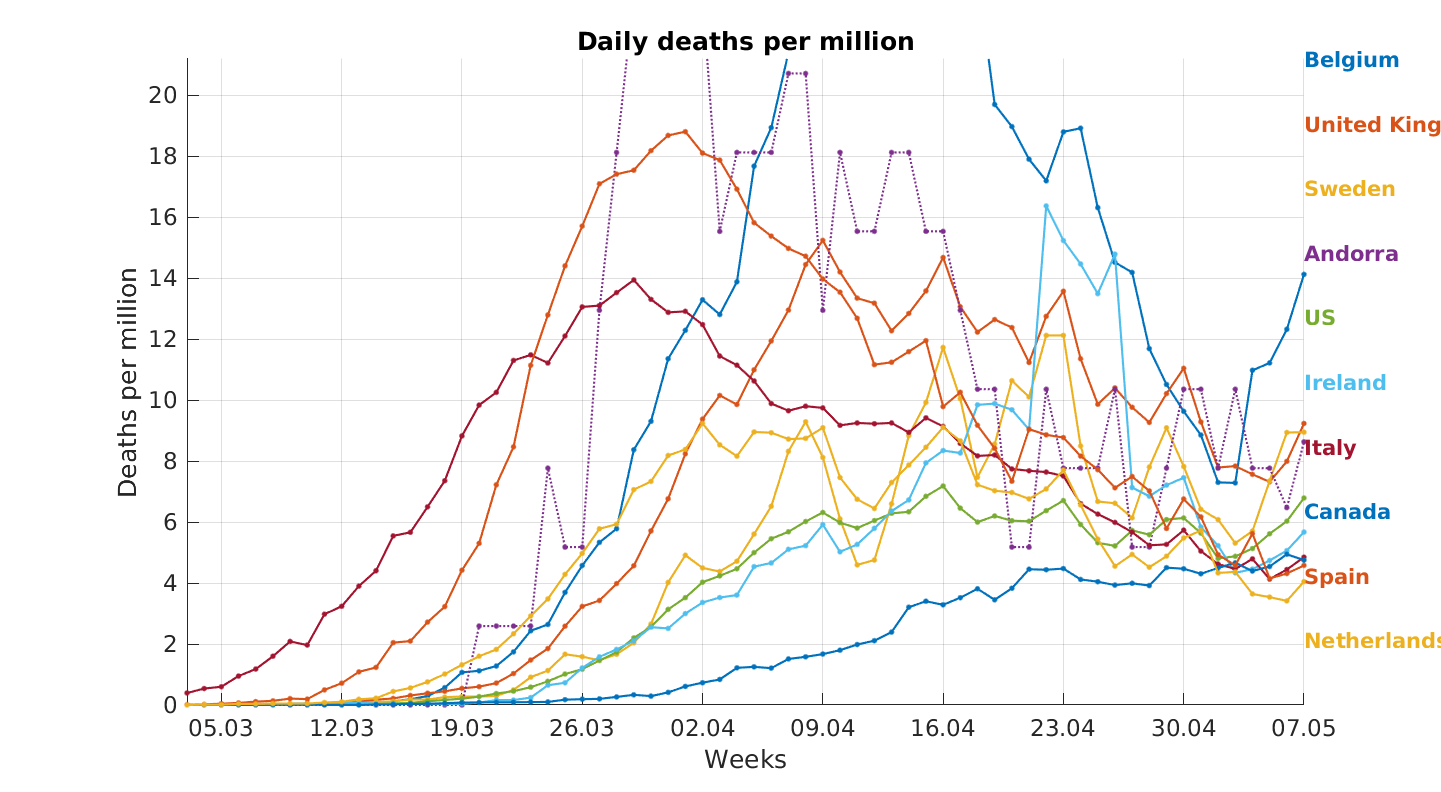 Daily deaths per million
Belgium
United King
Sweden
Andorra
US
Ireland
Italy
Canada
Spain
Netherlands
20
18
16
14
12
10
8
6
4
2
0
Deaths per million
05.03 12.03 19.03 26.03 02.04 09.04 16.04 23.04 30.04 07.05
Weeks